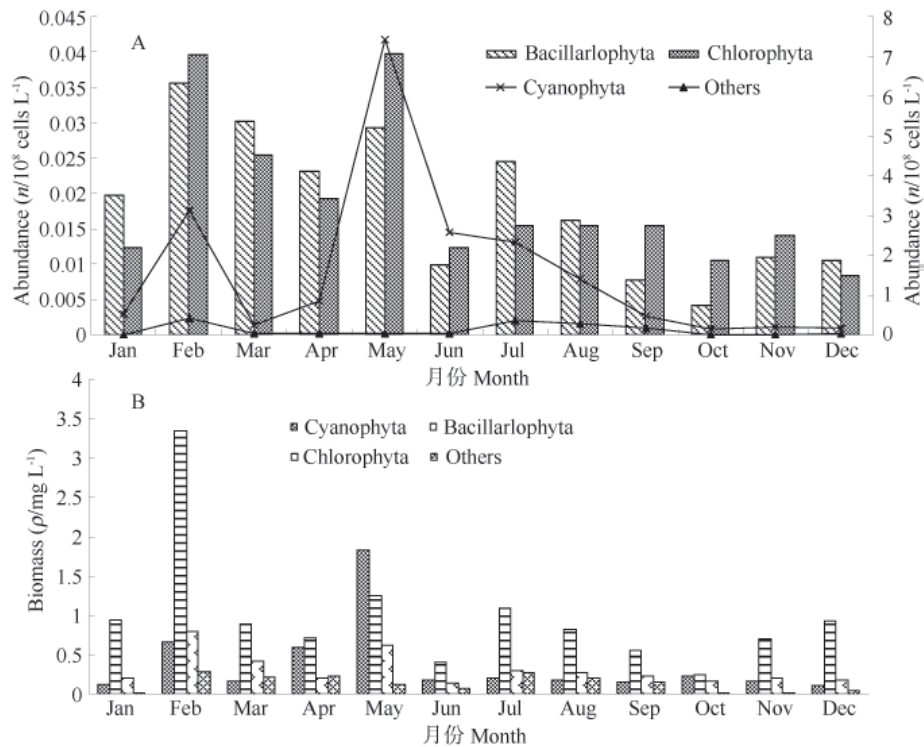 A
Abundance (n/10⁸ cells L⁻¹)
0.045
0.04
0.035
0.03
0.025
0.02
0.015
0.01
0.005
0
Bacillarlophyta Chlorophyta
Cyanophyta Others
8
7
6
5
4
3
2
1
0
Abundance (n/10⁸ cells L⁻¹)
Jan Feb Mar Apr May Jun Jul Aug Sep Oct Nov Dec
月份 Month
B
Biomass (ρ/mg L⁻¹)
4
3.5
3
2.5
2
1.5
1
0.5
0
Cyanophyta Bacillarlophyta
Chlorophyta Others
Jan Feb Mar Apr May Jun Jul Aug Sep Oct Nov Dec
月份 Month